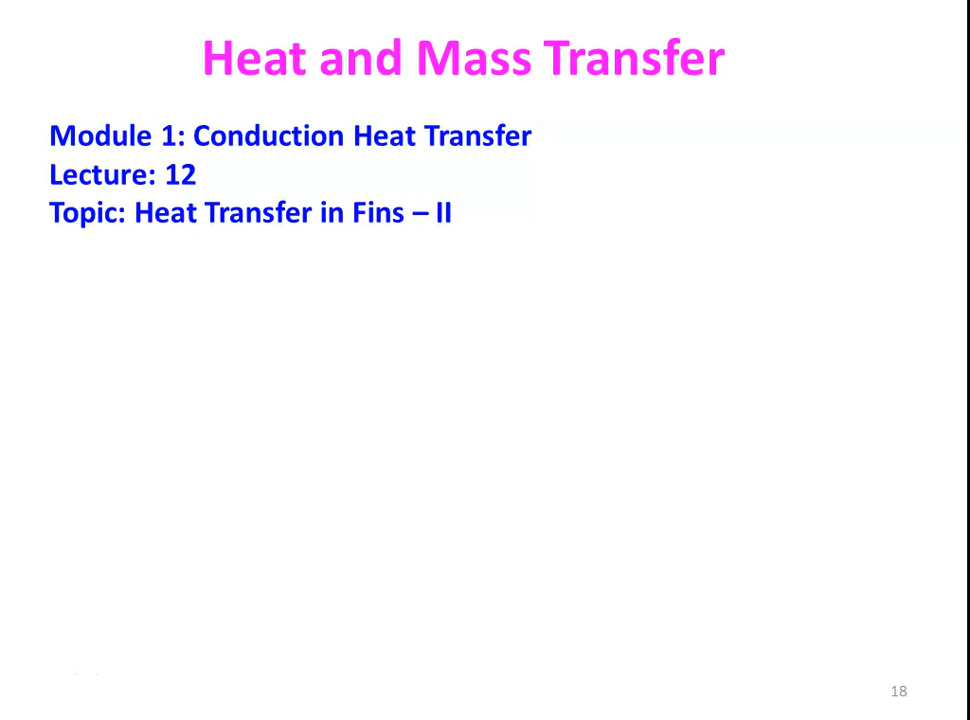 Heat and Mass Transfer
Module 1: Conduction Heat Transfer
Lecture: 12
Topic: Heat Transfer in Fins – II
18